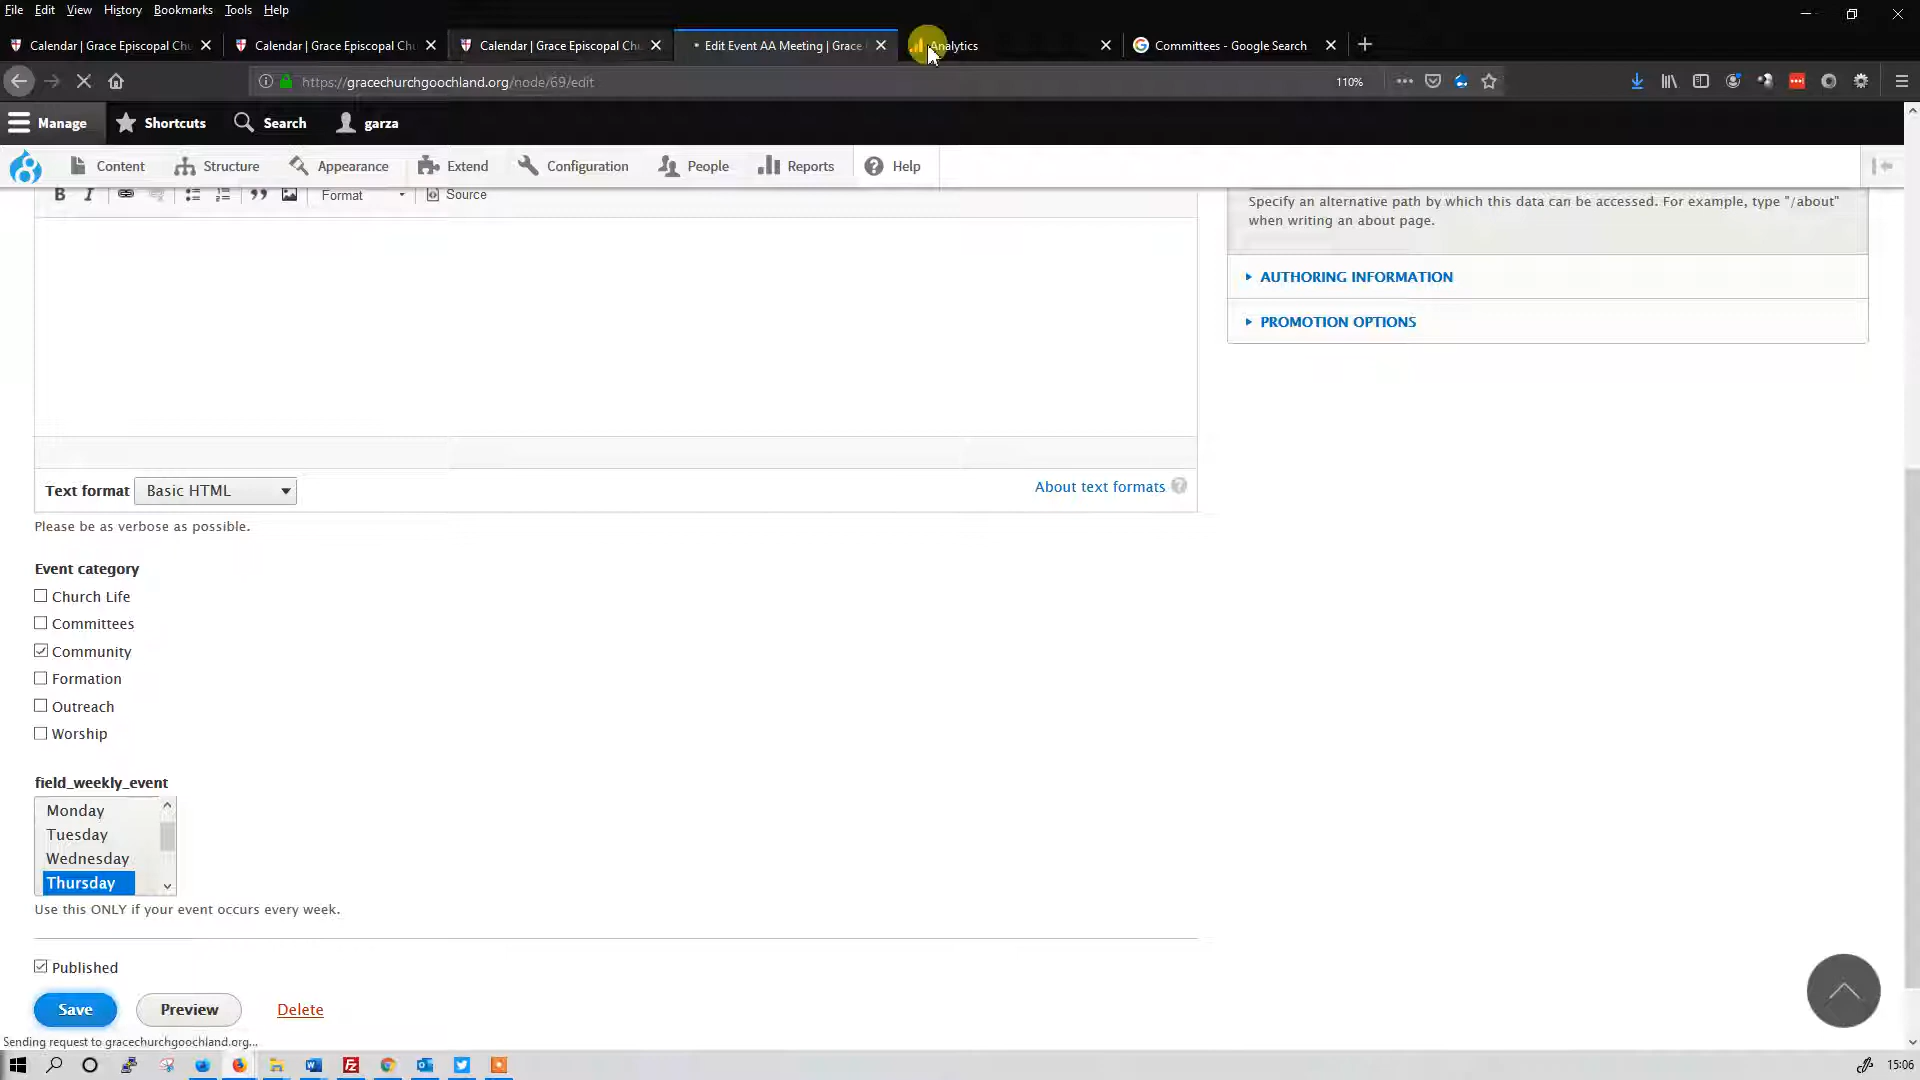 File Edit View History Bookmarks Tools Help
Calendar | Grace Episcopal Chu
Calendar | Grace Episcopal Chu
Calendar | Grace Episcopal Chu
Edit Event AA Meeting | Grace
Analytics
Committees - Google Search
https://gracechurchgoochland.org/node/69/edit
110%
Manage Shortcuts Search garza
Content Structure Appearance Extend Configuration People Reports Help
B I Format Source
Specify an alternative path by which this data can be accessed. For example, type "/about"
when writing an about page.
AUTHORING INFORMATION
PROMOTION OPTIONS
Text format Basic HTML
About text formats ?
Please be as verbose as possible.
Event category
Church Life
Committees
Community
Formation
Outreach
Worship
field_weekly_event
Monday
Tuesday
Wednesday
Thursday
Use this ONLY if your event occurs every week.
Published
Save Preview Delete
Sending request to gracechurchgoochland.org...
15:06